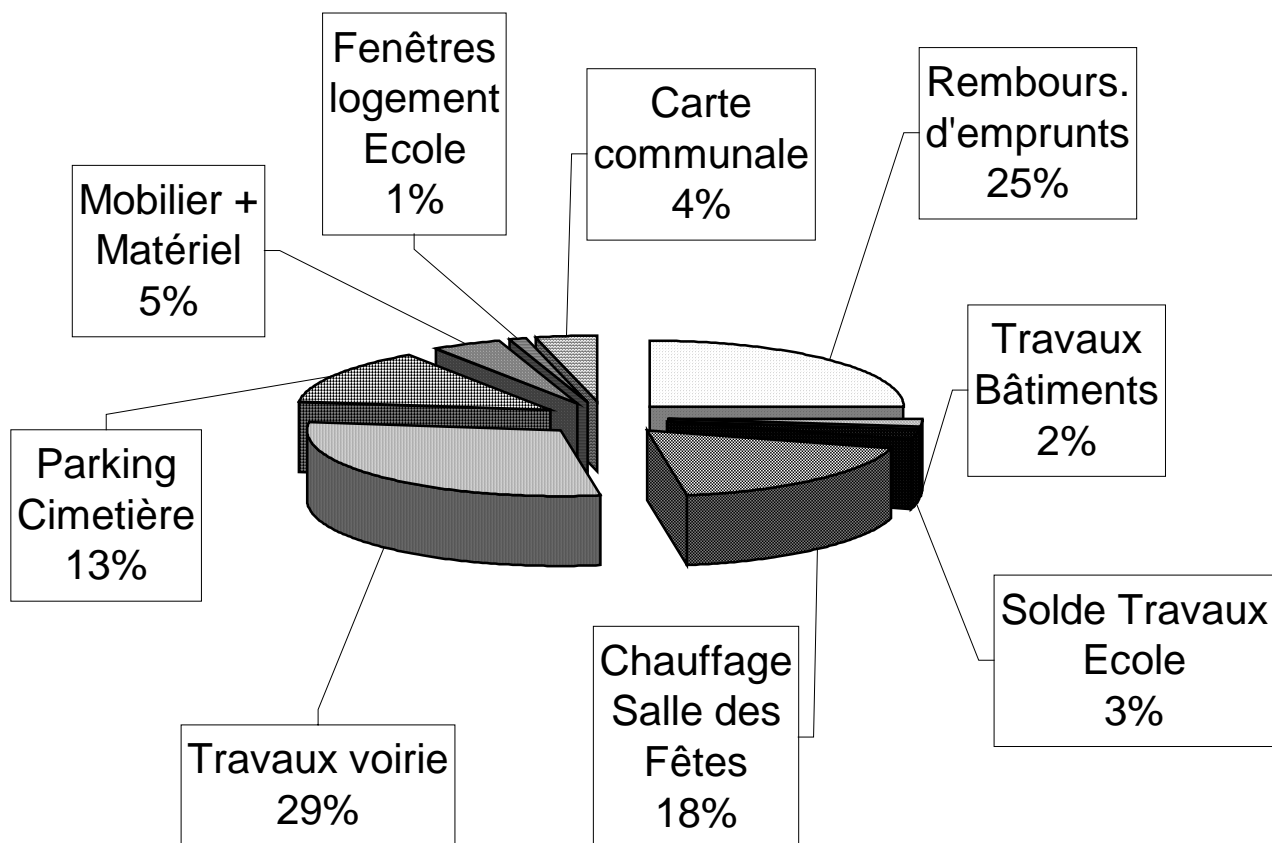 Fenêtres
logement
Ecole
1%
Carte
communale
4%
Rembours.
d'emprunts
25%
Mobilier +
Matériel
5%
Travaux
Bâtiments
2%
Parking
Cimetière
13%
Solde Travaux
Ecole
3%
Chauffage
Salle des
Fêtes
18%
Travaux voirie
29%